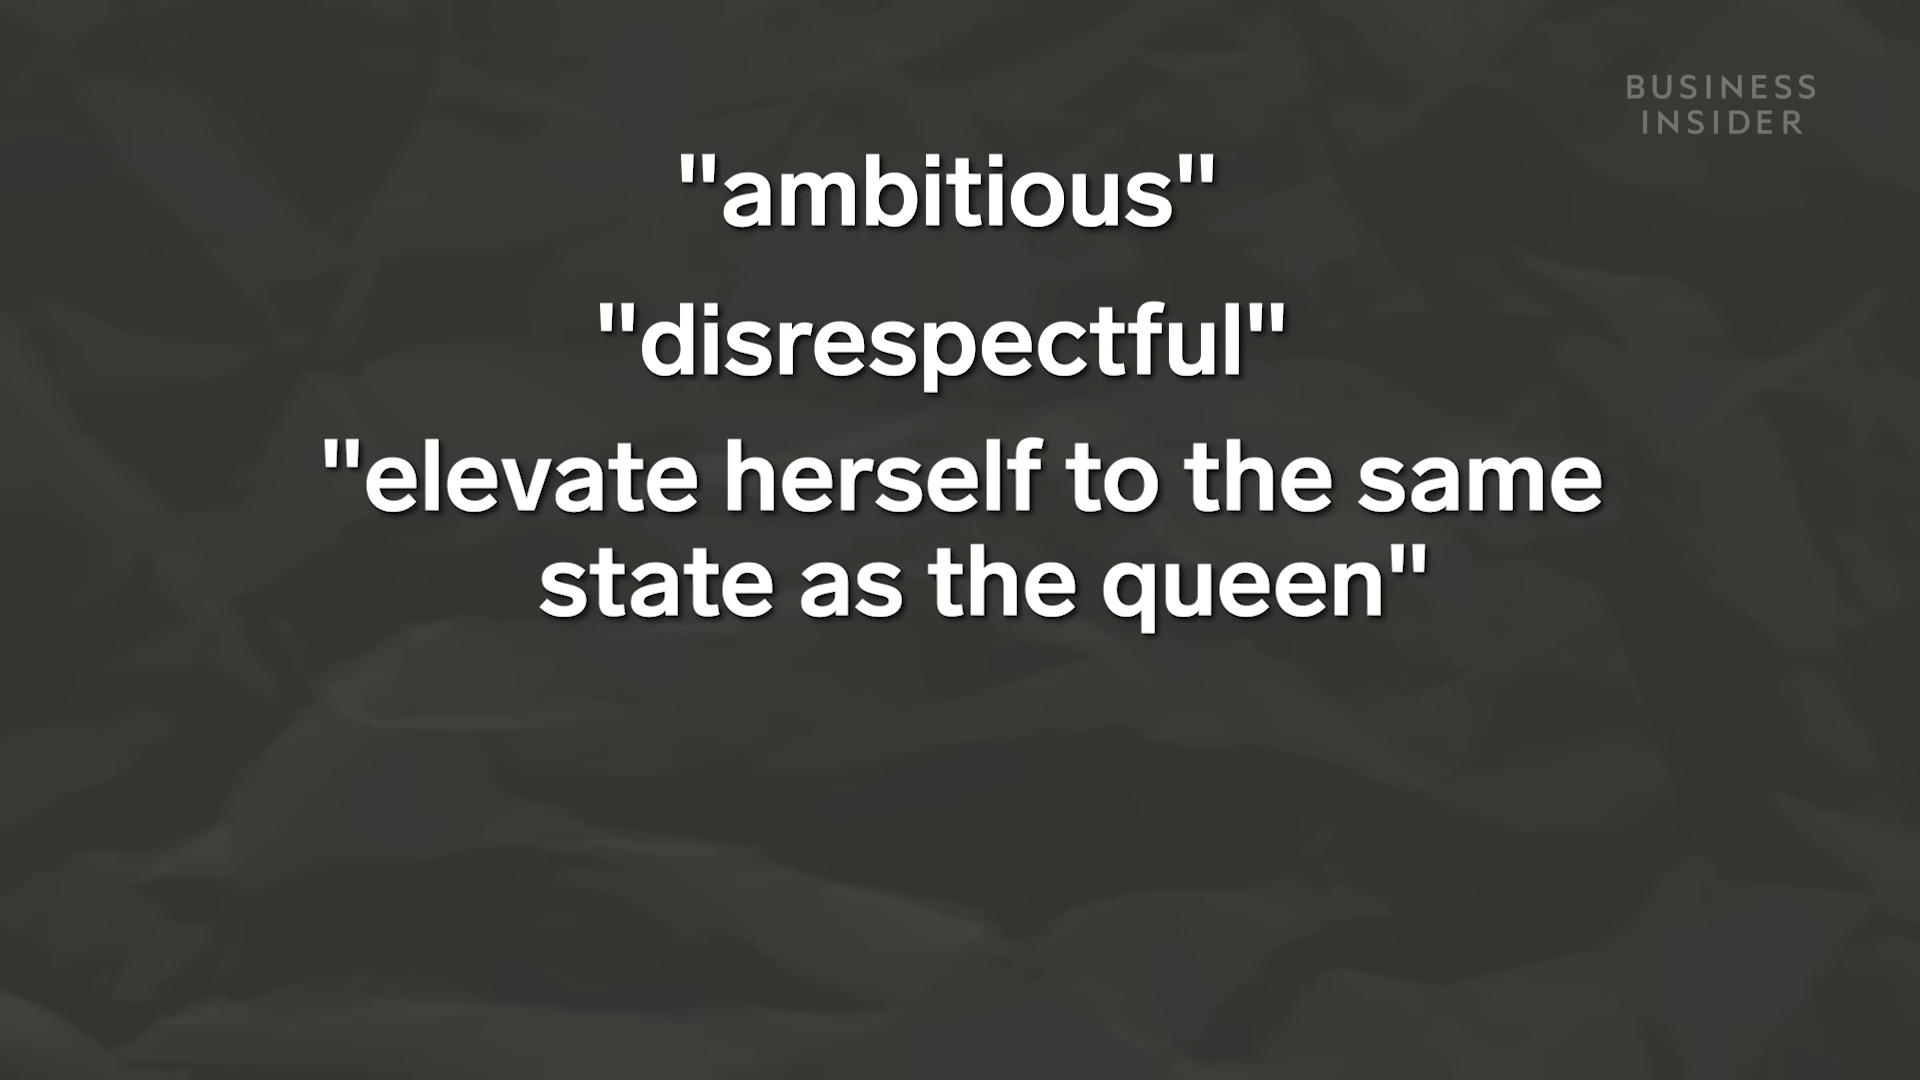 BUSINESS
INSIDER
"ambitious"
"disrespectful"
"elevate herself to the same
state as the queen"